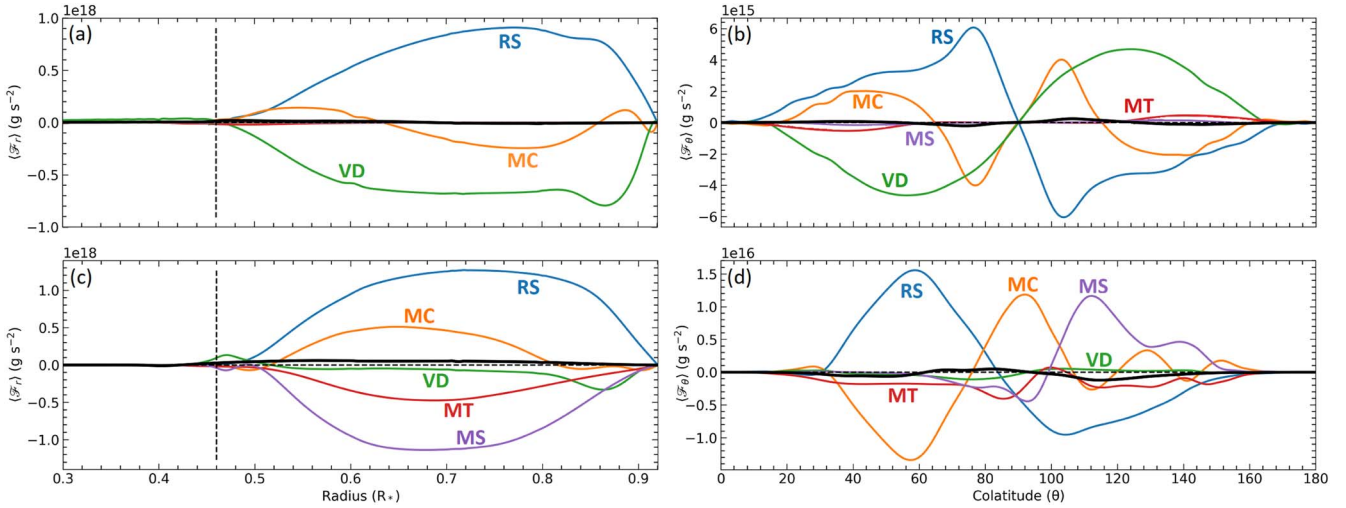 1e18
(a)
RS
MC
VD
⟨ℱr⟩ (g s⁻²)
1.0
0.5
0.0
−0.5
−1.0
1e15
(b)
RS
MC
MT
MS
VD
⟨ℱθ⟩ (g s⁻²)
6
4
2
0
−2
−4
−6
1e18
(c)
RS
MC
VD
MT
MS
⟨ℱr⟩ (g s⁻²)
1.0
0.5
0.0
−0.5
−1.0
0.3 0.4 0.5 0.6 0.7 0.8 0.9
Radius (R*)
1e16
(d)
RS
MC
MS
VD
MT
⟨ℱθ⟩ (g s⁻²)
1.5
1.0
0.5
0.0
−0.5
−1.0
0 20 40 60 80 100 120 140 160 180
Colatitude (θ)